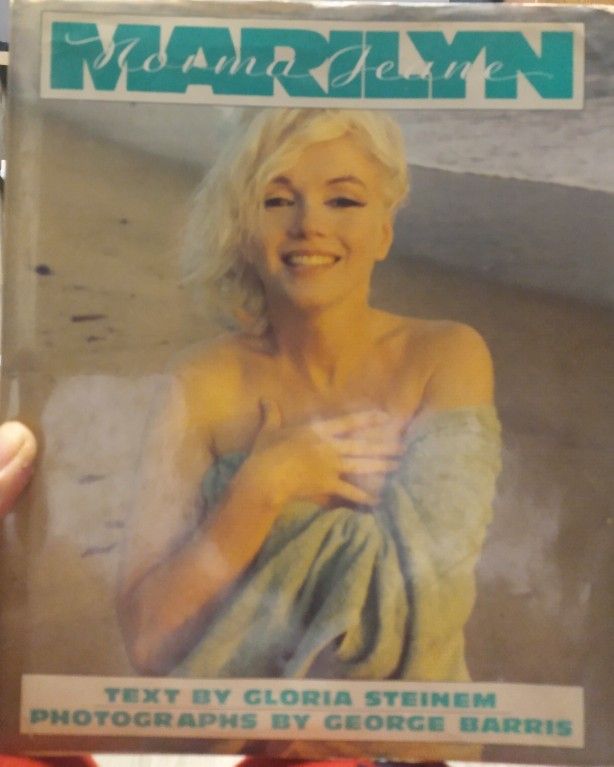 MARILYN
Norma Jeane
TEXT BY GLORIA STEINEM
PHOTOGRAPHS BY GEORGE BARRIS